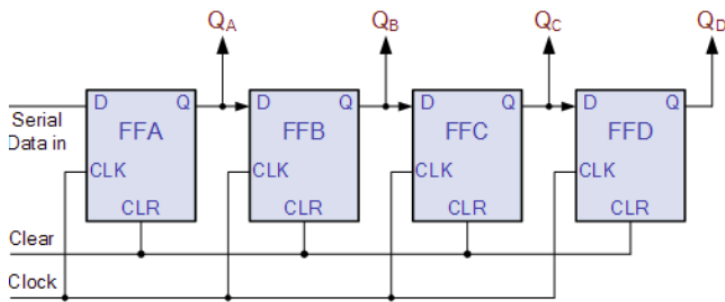 QA QB QC QD
D Q D Q D Q D Q
Serial FFA FFB FFC FFD
Data in
CLK CLK CLK CLK
CLR CLR CLR CLR
Clear
Clock